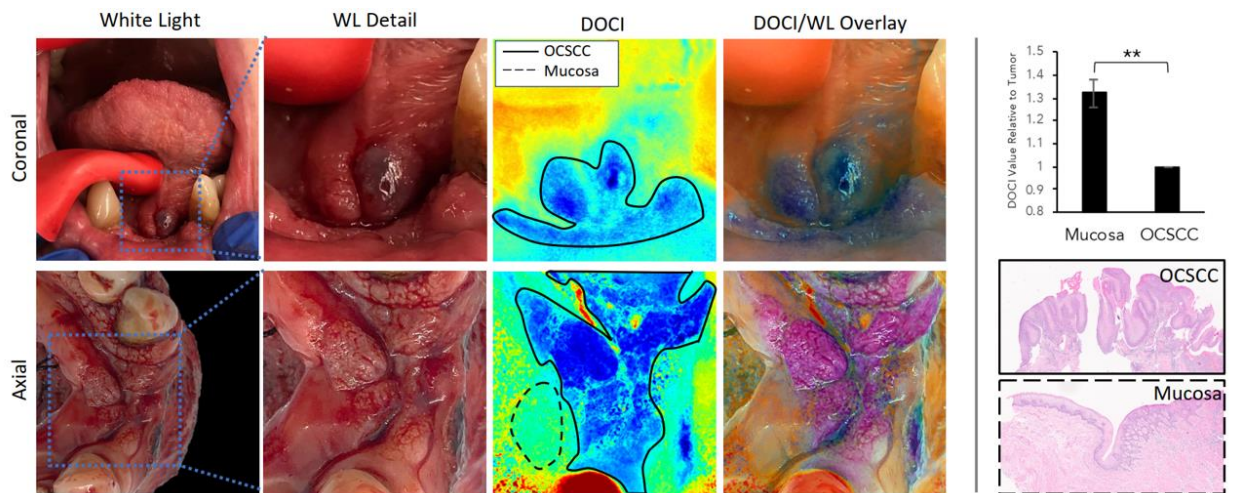 White Light
WL Detail
DOCI
DOCI/WL Overlay
Coronal
OCSCC
Mucosa
Axial
DOCI Value Relative to Tumor
1.5
1.4
1.3
1.2
1.1
1
0.9
0.8
**
Mucosa
OCSCC
OCSCC
Mucosa